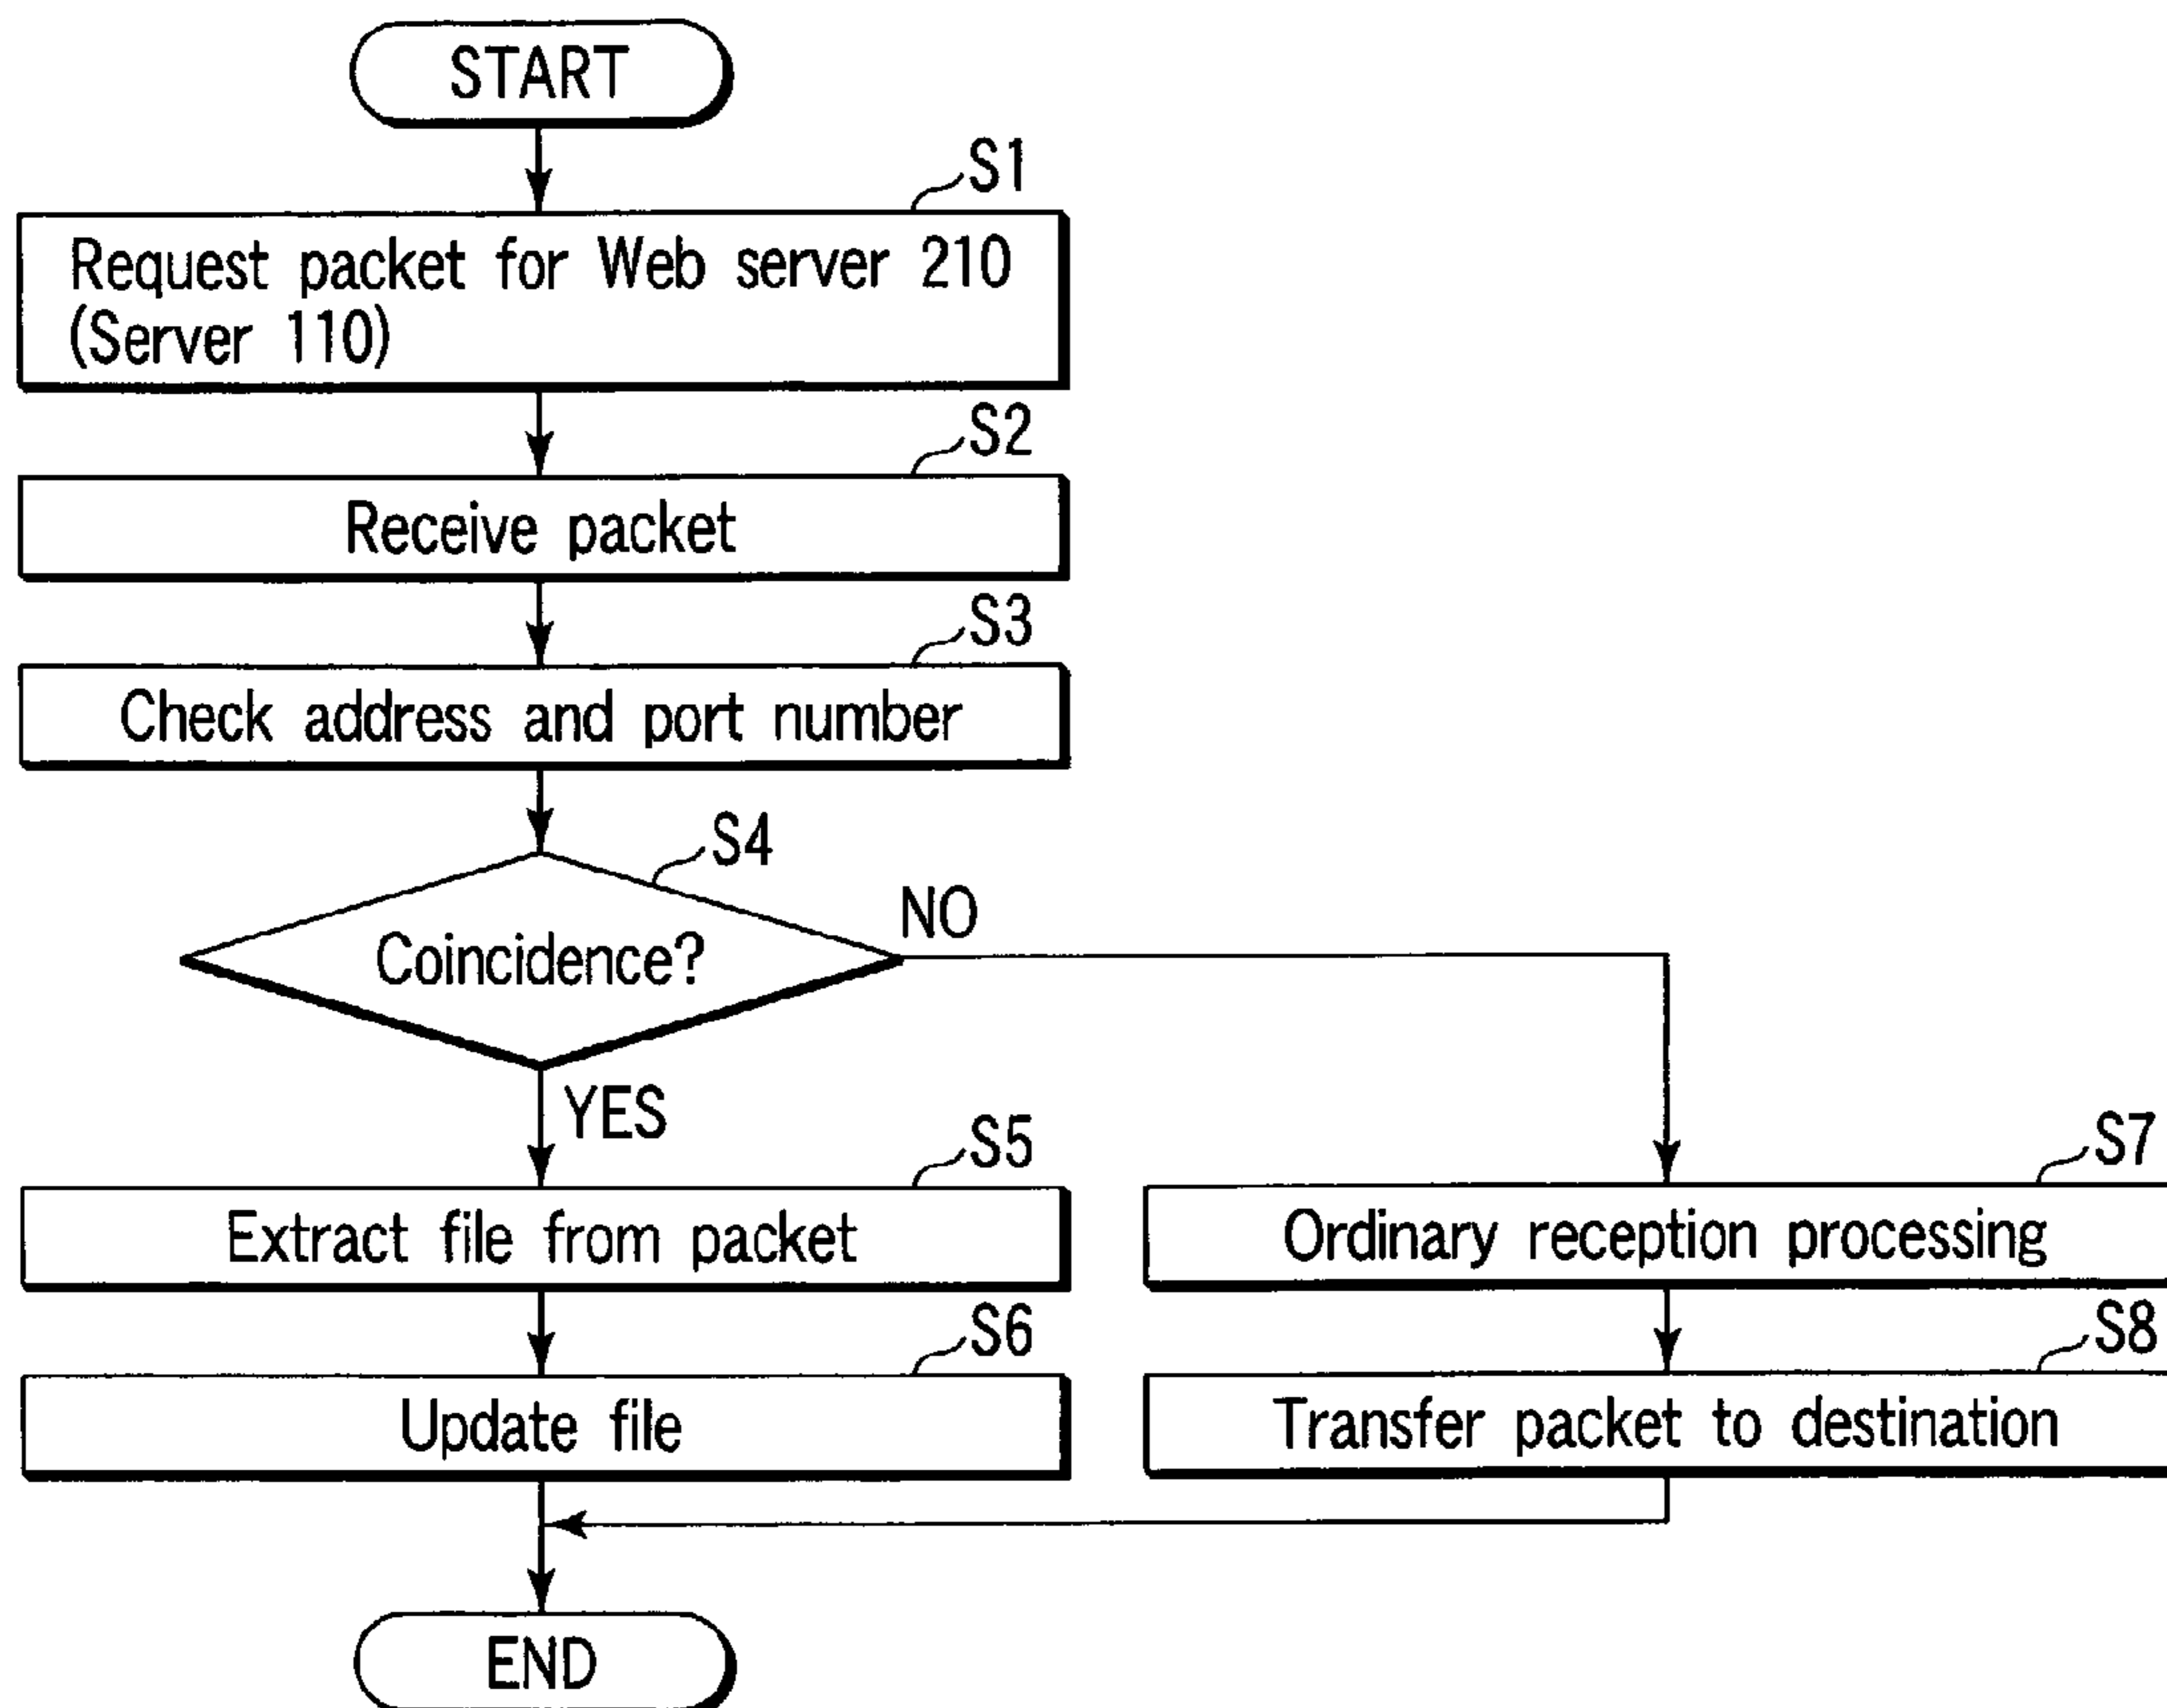 START
S1
Request packet for Web server 210
(Server 110)
S2
Receive packet
S3
Check address and port number
S4
Coincidence?
NO
YES
S5
Extract file from packet
S6
Update file
S7
Ordinary reception processing
S8
Transfer packet to destination
END